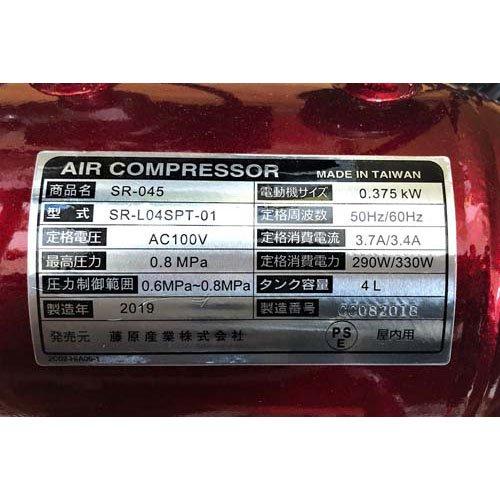 AIR COMPRESSOR MADE IN TAIWAN
商品名 SR-045 電動機サイズ 0.375 kW
型式 SR-L04SPT-01 定格周波数 50Hz/60Hz
定格電圧 AC100V 定格消費電流 3.7A/3.4A
最高圧力 0.8 MPa 定格消費電力 290W/330W
圧力制御範囲 0.6MPa~0.8MPa タンク容量 4 L
製造年 2019 製造番号
発売元 藤原産業株式会社 PSE 屋内用